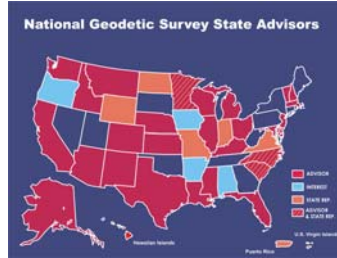 National Geodetic Survey State Advisors
ADVISOR
INTEREST
STATE REP.
ADVISOR
& STATE REP.
U.S. Virgin Islands
Hawaiian Islands
Puerto Rico